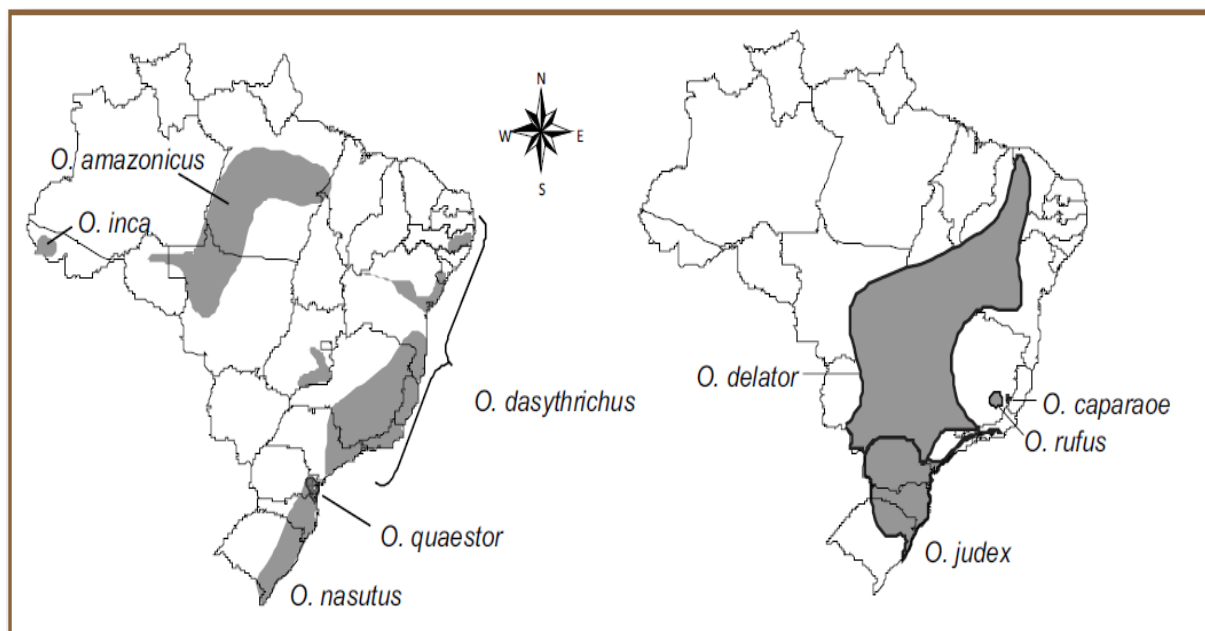 N
W E
S
O. amazonicus
O. inca
O. dasythrichus
O. quaestor
O. nasutus
O. delator
O. caparaoe
O. rufus
O. judex